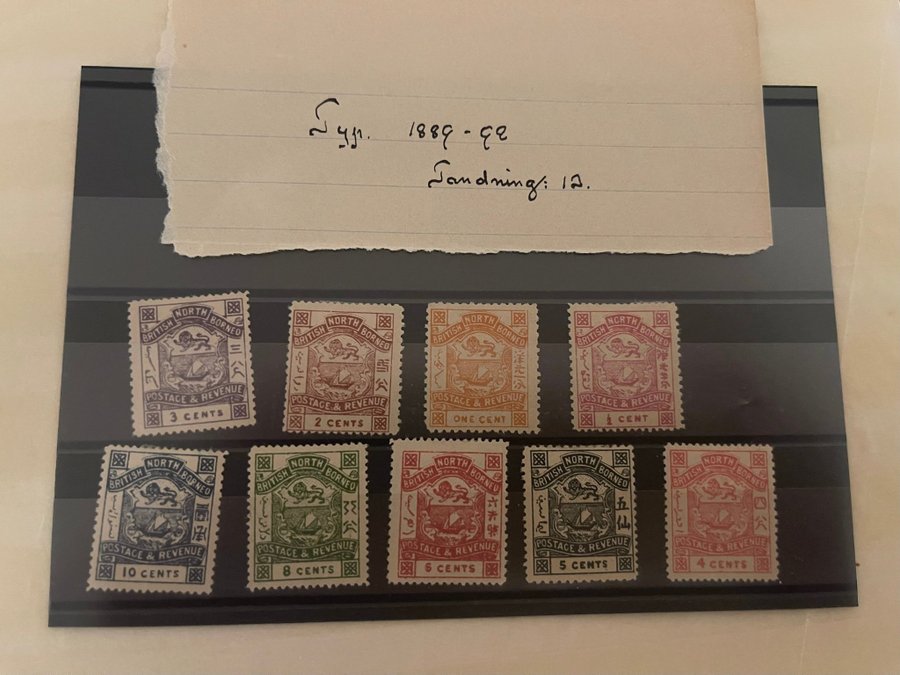 Typ. 1889-92
Tandning: 12.
BRITISH NORTH BORNEO
POSTAGE & REVENUE
3 CENTS
BRITISH NORTH BORNEO
POSTAGE & REVENUE
2 CENTS
BRITISH NORTH BORNEO
POSTAGE & REVENUE
ONE CENT
BRITISH NORTH BORNEO
POSTAGE & REVENUE
½ CENT
BRITISH NORTH BORNEO
POSTAGE & REVENUE
10 CENTS
BRITISH NORTH BORNEO
POSTAGE & REVENUE
8 CENTS
BRITISH NORTH BORNEO
POSTAGE & REVENUE
6 CENTS
BRITISH NORTH BORNEO
五仙
POSTAGE & REVENUE
5 CENTS
BRITISH NORTH BORNEO
POSTAGE & REVENUE
4 CENTS